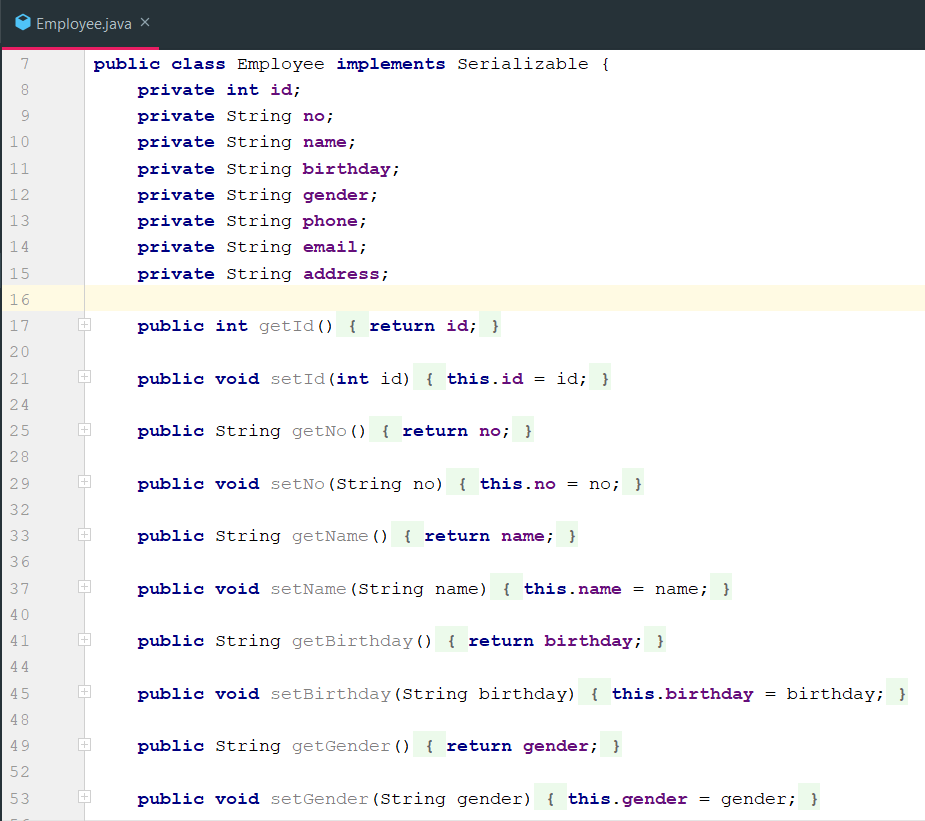 Employee.java ×
7 public class Employee implements Serializable {
8 private int id;
9 private String no;
10 private String name;
11 private String birthday;
12 private String gender;
13 private String phone;
14 private String email;
15 private String address;
16
17 public int getId() { return id; }
20
21 public void setId(int id) { this.id = id; }
24
25 public String getNo() { return no; }
28
29 public void setNo(String no) { this.no = no; }
32
33 public String getName() { return name; }
36
37 public void setName(String name) { this.name = name; }
40
41 public String getBirthday() { return birthday; }
44
45 public void setBirthday(String birthday) { this.birthday = birthday; }
48
49 public String getGender() { return gender; }
52
53 public void setGender(String gender) { this.gender = gender; }